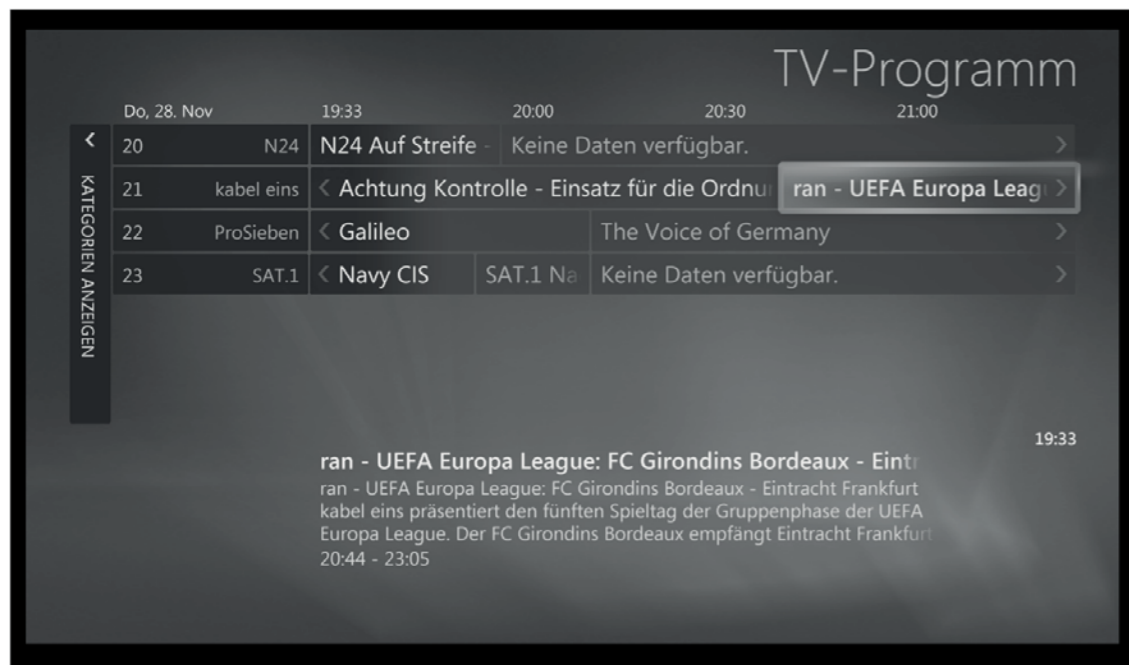 TV-Programm
Do, 28. Nov 19:33 20:00 20:30 21:00
KATEGORIEN ANZEIGEN
20 N24 N24 Auf Streife - Keine Daten verfügbar.
21 kabel eins Achtung Kontrolle - Einsatz für die Ordnu ran - UEFA Europa Leag
22 ProSieben Galileo The Voice of Germany
23 SAT.1 Navy CIS SAT.1 Na Keine Daten verfügbar.
19:33
ran - UEFA Europa League: FC Girondins Bordeaux - Eintr
ran - UEFA Europa League: FC Girondins Bordeaux - Eintracht Frankfurt
kabel eins präsentiert den fünften Spieltag der Gruppenphase der UEFA
Europa League. Der FC Girondins Bordeaux empfängt Eintracht Frankfurt
20:44 - 23:05